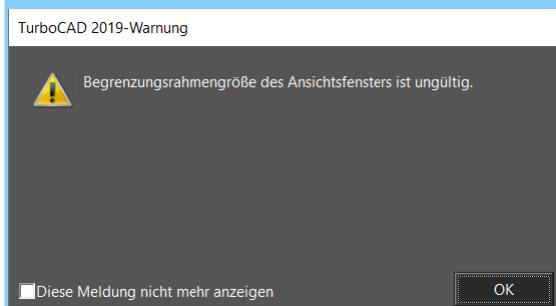 TurboCAD 2019-Warnung
Begrenzungsrahmengröße des Ansichtsfensters ist ungültig.
Diese Meldung nicht mehr anzeigen
OK